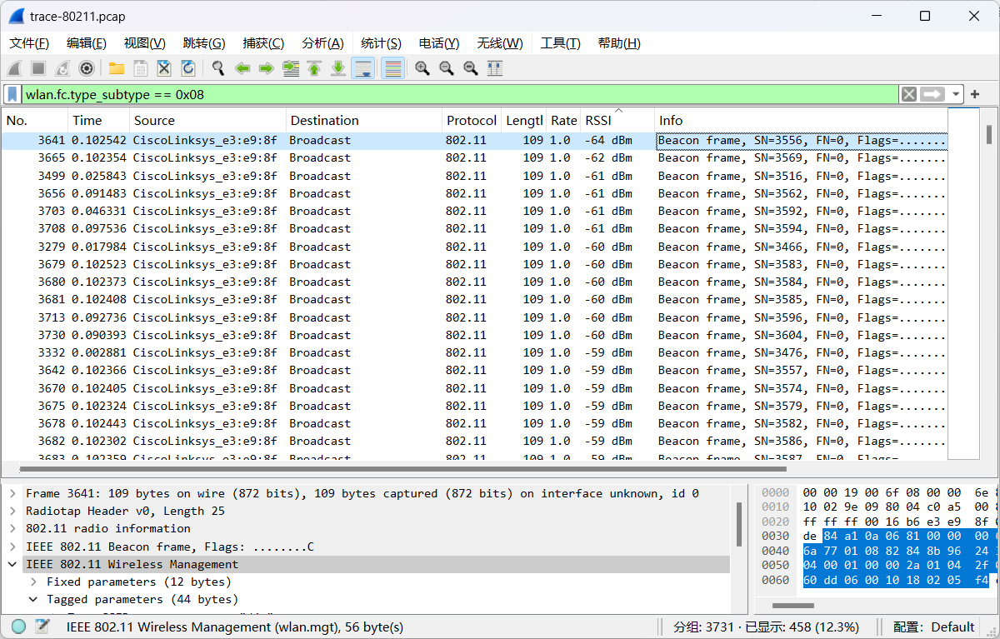 trace-80211.pcap
文件(F) 编辑(E) 视图(V) 跳转(G) 捕获(C) 分析(A) 统计(S) 电话(Y) 无线(W) 工具(T) 帮助(H)
wlan.fc.type_subtype == 0x08
No. Time Source Destination Protocol Lengtl Rate RSSI Info
3641 0.102542 CiscoLinksys_e3:e9:8f Broadcast 802.11 109 1.0 -64 dBm Beacon frame, SN=3556, FN=0, Flags=.......
3665 0.102354 CiscoLinksys_e3:e9:8f Broadcast 802.11 109 1.0 -62 dBm Beacon frame, SN=3569, FN=0, Flags=.......
3499 0.025843 CiscoLinksys_e3:e9:8f Broadcast 802.11 109 1.0 -61 dBm Beacon frame, SN=3516, FN=0, Flags=.......
3656 0.091483 CiscoLinksys_e3:e9:8f Broadcast 802.11 109 1.0 -61 dBm Beacon frame, SN=3562, FN=0, Flags=.......
3703 0.046331 CiscoLinksys_e3:e9:8f Broadcast 802.11 109 1.0 -61 dBm Beacon frame, SN=3592, FN=0, Flags=.......
3708 0.097536 CiscoLinksys_e3:e9:8f Broadcast 802.11 109 1.0 -61 dBm Beacon frame, SN=3594, FN=0, Flags=.......
3279 0.017984 CiscoLinksys_e3:e9:8f Broadcast 802.11 109 1.0 -60 dBm Beacon frame, SN=3466, FN=0, Flags=.......
3679 0.102523 CiscoLinksys_e3:e9:8f Broadcast 802.11 109 1.0 -60 dBm Beacon frame, SN=3583, FN=0, Flags=.......
3680 0.102373 CiscoLinksys_e3:e9:8f Broadcast 802.11 109 1.0 -60 dBm Beacon frame, SN=3584, FN=0, Flags=.......
3681 0.102408 CiscoLinksys_e3:e9:8f Broadcast 802.11 109 1.0 -60 dBm Beacon frame, SN=3585, FN=0, Flags=.......
3713 0.092736 CiscoLinksys_e3:e9:8f Broadcast 802.11 109 1.0 -60 dBm Beacon frame, SN=3596, FN=0, Flags=.......
3730 0.090393 CiscoLinksys_e3:e9:8f Broadcast 802.11 109 1.0 -60 dBm Beacon frame, SN=3604, FN=0, Flags=.......
3332 0.002881 CiscoLinksys_e3:e9:8f Broadcast 802.11 109 1.0 -59 dBm Beacon frame, SN=3476, FN=0, Flags=.......
3642 0.102366 CiscoLinksys_e3:e9:8f Broadcast 802.11 109 1.0 -59 dBm Beacon frame, SN=3557, FN=0, Flags=.......
3670 0.102405 CiscoLinksys_e3:e9:8f Broadcast 802.11 109 1.0 -59 dBm Beacon frame, SN=3574, FN=0, Flags=.......
3675 0.102324 CiscoLinksys_e3:e9:8f Broadcast 802.11 109 1.0 -59 dBm Beacon frame, SN=3579, FN=0, Flags=.......
3678 0.102443 CiscoLinksys_e3:e9:8f Broadcast 802.11 109 1.0 -59 dBm Beacon frame, SN=3582, FN=0, Flags=.......
3682 0.102302 CiscoLinksys_e3:e9:8f Broadcast 802.11 109 1.0 -59 dBm Beacon frame, SN=3586, FN=0, Flags=.......
3683 0.102359 CiscoLinksys_e3:e9:8f Broadcast 802.11 109 1.0 -59 dBm Beacon frame, SN=3587, FN=0, Flags=
Frame 3641: 109 bytes on wire (872 bits), 109 bytes captured (872 bits) on interface unknown, id 0
Radiotap Header v0, Length 25
802.11 radio information
IEEE 802.11 Beacon frame, Flags: ........C
IEEE 802.11 Wireless Management
Fixed parameters (12 bytes)
Tagged parameters (44 bytes)
0000 00 00 19 00 6f 08 00 00 6e
0010 10 02 9e 09 80 04 c0 a5 00
0020 ff ff ff 00 16 b6 e3 e9 8f
0030 de 84 a1 0a 06 81 00 00 00
0040 6a 77 01 08 82 84 8b 96 24
0050 04 00 01 00 00 2a 01 04 2f
0060 60 dd 06 00 10 18 02 05 f4
IEEE 802.11 Wireless Management (wlan.mgt), 56 byte(s) 分组: 3731 · 已显示: 458 (12.3%) 配置: Default